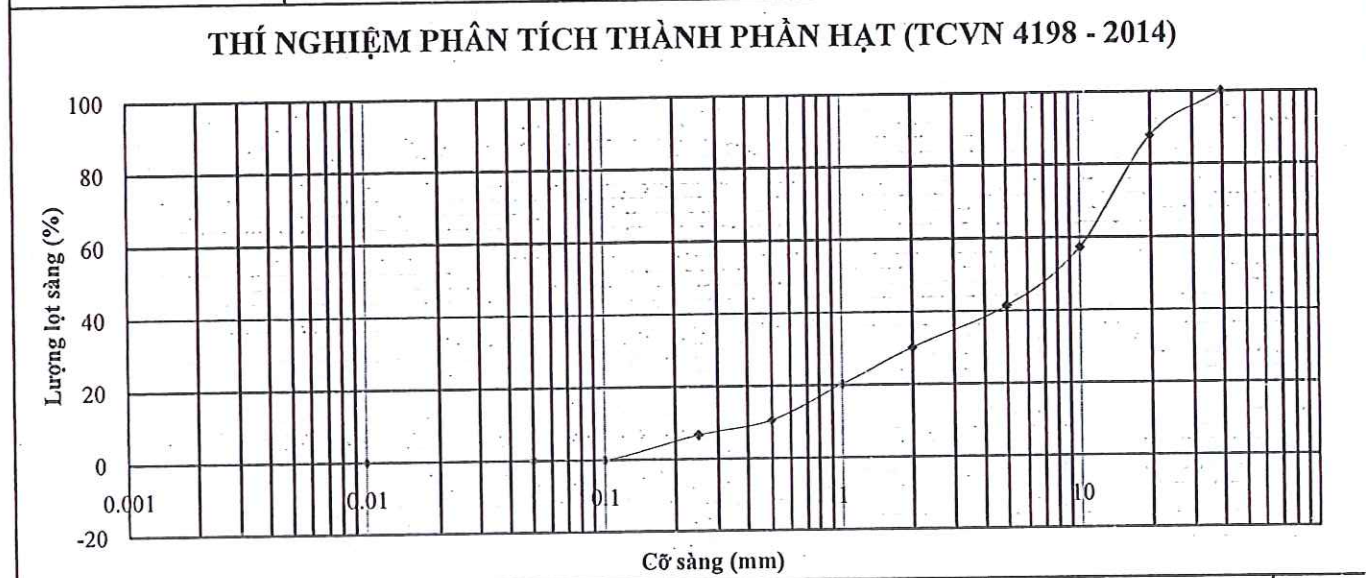 THÍ NGHIỆM PHÂN TÍCH THÀNH PHẦN HẠT (TCVN 4198 - 2014)
Lượng lọt sàng (%)
100
80
60
40
20
0
-20
0.001 0.01 0.1 1 10
Cỡ sàng (mm)